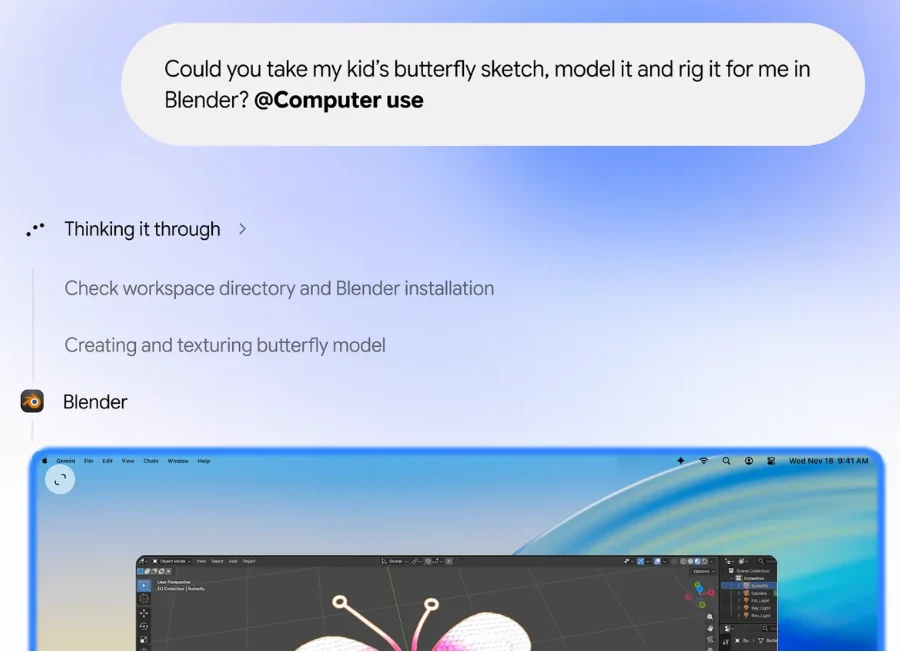 Could you take my kid’s butterfly sketch, model it and rig it for me in
Blender? @Computer use
Thinking it through
Check workspace directory and Blender installation
Creating and texturing butterfly model
Blender
Gemini File Edit View Chats Window Help
Wed Nov 18 9:41 AM
Object Mode View Select Add Object
Global
Options
User Perspective
(1) Collection | Butterfly
Scene Collection
Collection
Butterfly
Camera
Fill_Light
Key_Light
Rim_Light